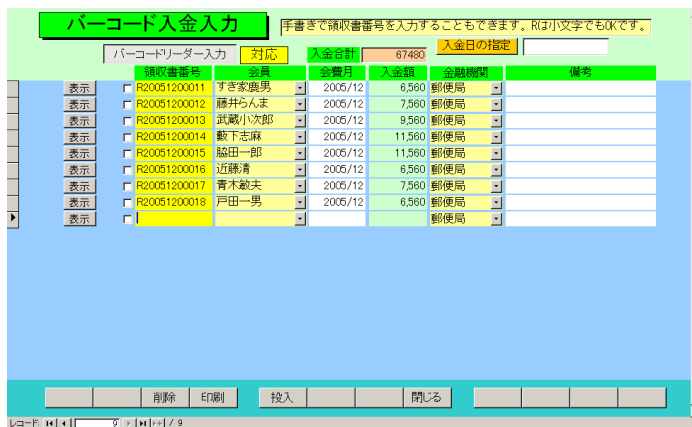 バーコード入金入力
手書きで領収書番号を入力することもできます。Rは小文字でもOKです。
バーコードリーダー入力 対応 入金合計 67480 入金日の指定
領収書番号 会員 会費月 入金額 金融機関 備考
表示 R20051200011 すぎ家廣男 2005/12 6,560 郵便局
表示 R20051200012 藤井らんま 2005/12 7,560 郵便局
表示 R20051200013 武蔵小次郎 2005/12 9,560 郵便局
表示 R20051200014 藪下志麻 2005/12 11,560 郵便局
表示 R20051200015 脇田一郎 2005/12 11,560 郵便局
表示 R20051200016 近藤清 2005/12 6,560 郵便局
表示 R20051200017 青木敏夫 2005/12 7,560 郵便局
表示 R20051200018 戸田一男 2005/12 6,560 郵便局
表示 郵便局
削除 印刷 投入 閉じる
レコード: 9 / 9